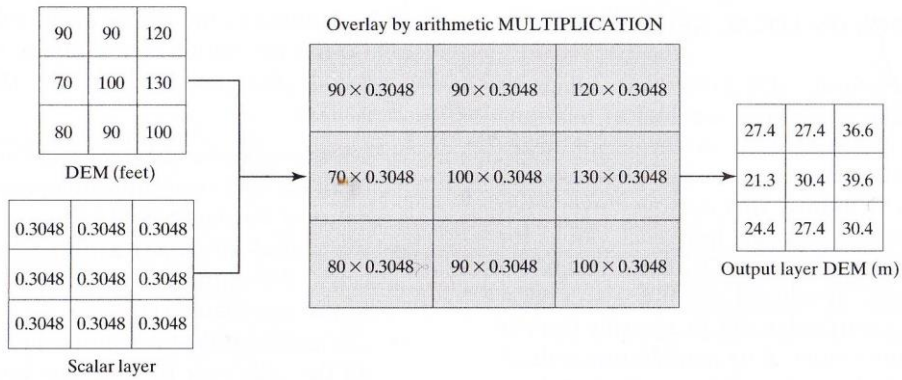 Overlay by arithmetic MULTIPLICATION
90 90 120
70 100 130
80 90 100
DEM (feet)
0.3048 0.3048 0.3048
0.3048 0.3048 0.3048
0.3048 0.3048 0.3048
Scalar layer
90 × 0.3048 90 × 0.3048 120 × 0.3048
70 × 0.3048 100 × 0.3048 130 × 0.3048
80 × 0.3048 90 × 0.3048 100 × 0.3048
27.4 27.4 36.6
21.3 30.4 39.6
24.4 27.4 30.4
Output layer DEM (m)